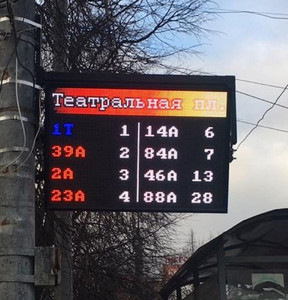 Театральная пл.
1Т 1 14А 6
39А 2 84А 7
2А 3 46А 13
23А 4 88А 28